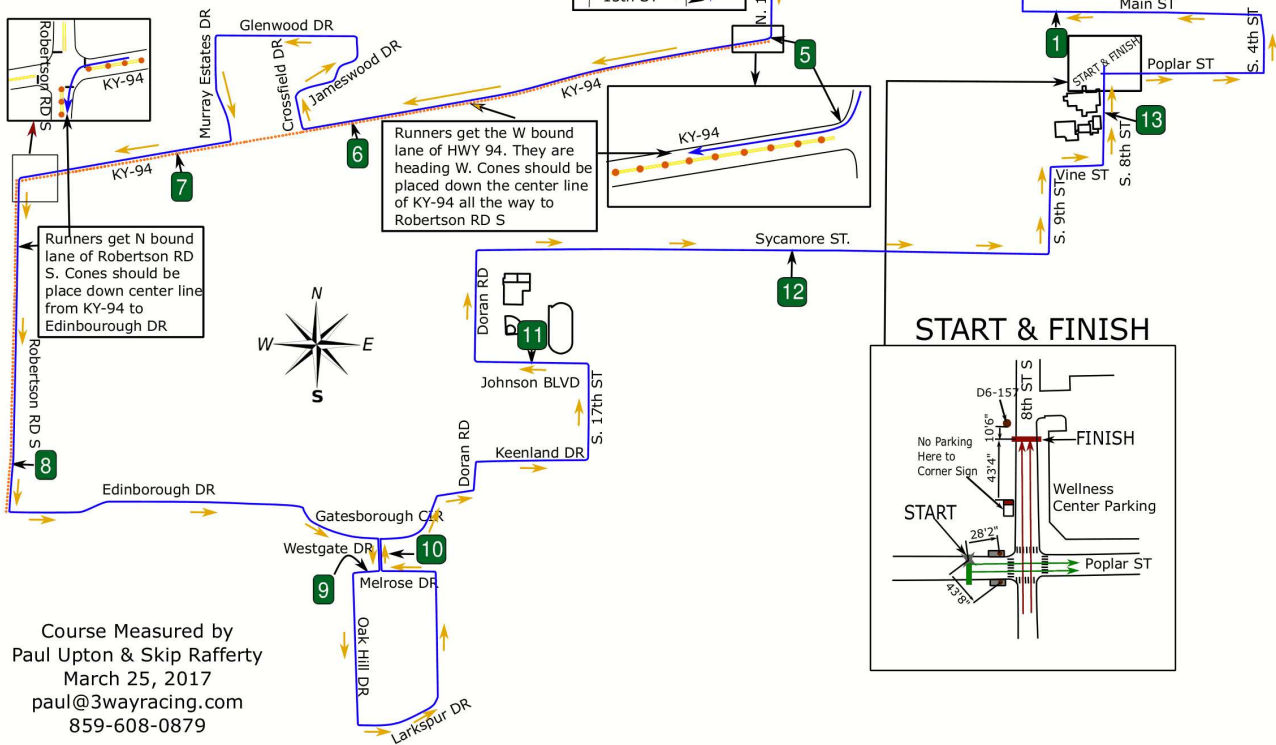 15th ST
N. 1
Main ST
1
S. 4th ST
START & FINISH
Poplar ST
13
S. 8th ST
Vine ST
S. 9th ST
Robertson RD S
KY-94
Murray Estates DR
Glenwood DR
Crossfield DR
Jameswood DR
KY-94
5
6
7
KY-94
Runners get the W bound
lane of HWY 94. They are
heading W. Cones should be
placed down the center line
of KY-94 all the way to
Robertson RD S
KY-94
Runners get N bound
lane of Robertson RD
S. Cones should be
place down center line
from KY-94 to
Edinbourough DR
Robertson RD S
8
N
W
E
S
Sycamore ST.
12
Doran RD
11
Johnson BLVD
S. 17th ST
Keenland DR
Doran RD
Edinborough DR
Gatesborough CIR
Westgate DR
10
9
Melrose DR
Oak Hill DR
Larkspur DR
START & FINISH
8th ST S
D6-157
10'6"
FINISH
No Parking
Here to
Corner Sign
43'4"
Wellness
Center Parking
START
28'2"
Poplar ST
43'8"
Course Measured by
Paul Upton & Skip Rafferty
March 25, 2017
paul@3wayracing.com
859-608-0879